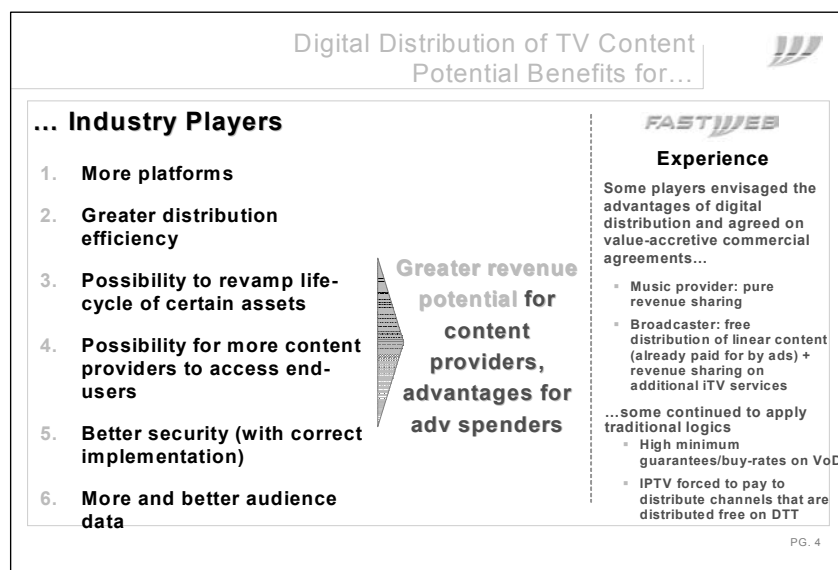 Digital Distribution of TV Content
Potential Benefits for…
… Industry Players
1. More platforms
2. Greater distribution
efficiency
3. Possibility to revamp life-
cycle of certain assets
4. Possibility for more content
providers to access end-
users
5. Better security (with correct
implementation)
6. More and better audience
data
Greater revenue
potential for
content
providers,
advantages for
adv spenders
FASTWEB
Experience
Some players envisaged the
advantages of digital
distribution and agreed on
value-accretive commercial
agreements…
Music provider: pure
revenue sharing
Broadcaster: free
distribution of linear content
(already paid for by ads) +
revenue sharing on
additional iTV services
…some continued to apply
traditional logics
High minimum
guarantees/buy-rates on VoD
IPTV forced to pay to
distribute channels that are
distributed free on DTT
PG. 4